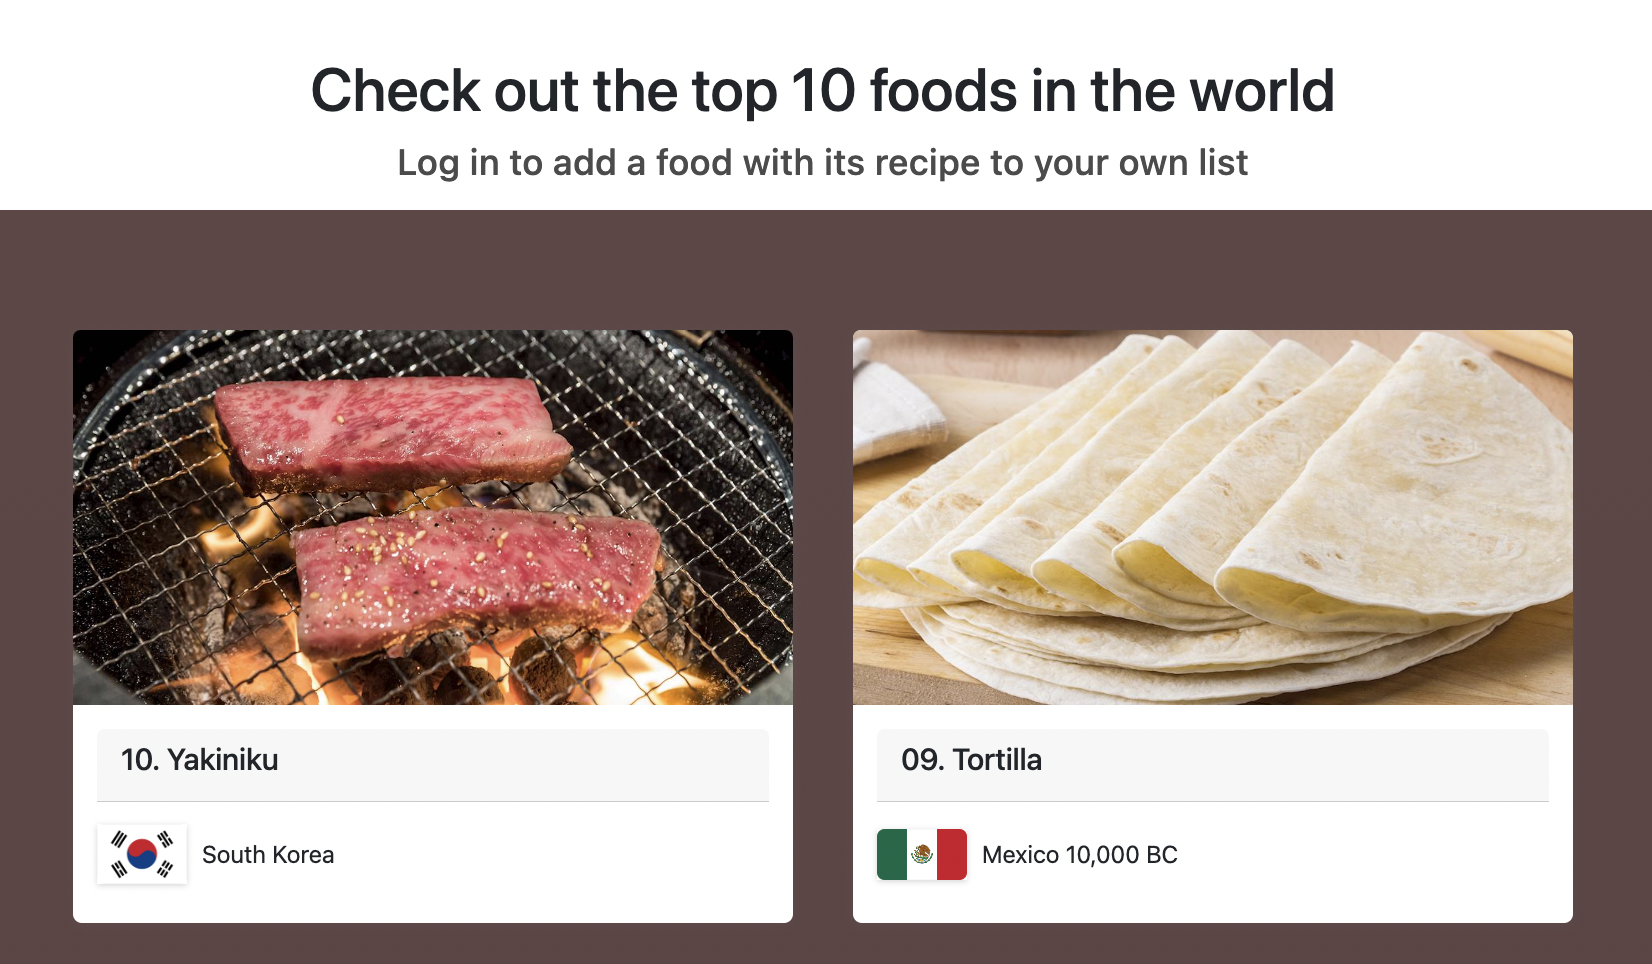 Check out the top 10 foods in the world
Log in to add a food with its recipe to your own list
10. Yakiniku
South Korea
09. Tortilla
Mexico 10,000 BC